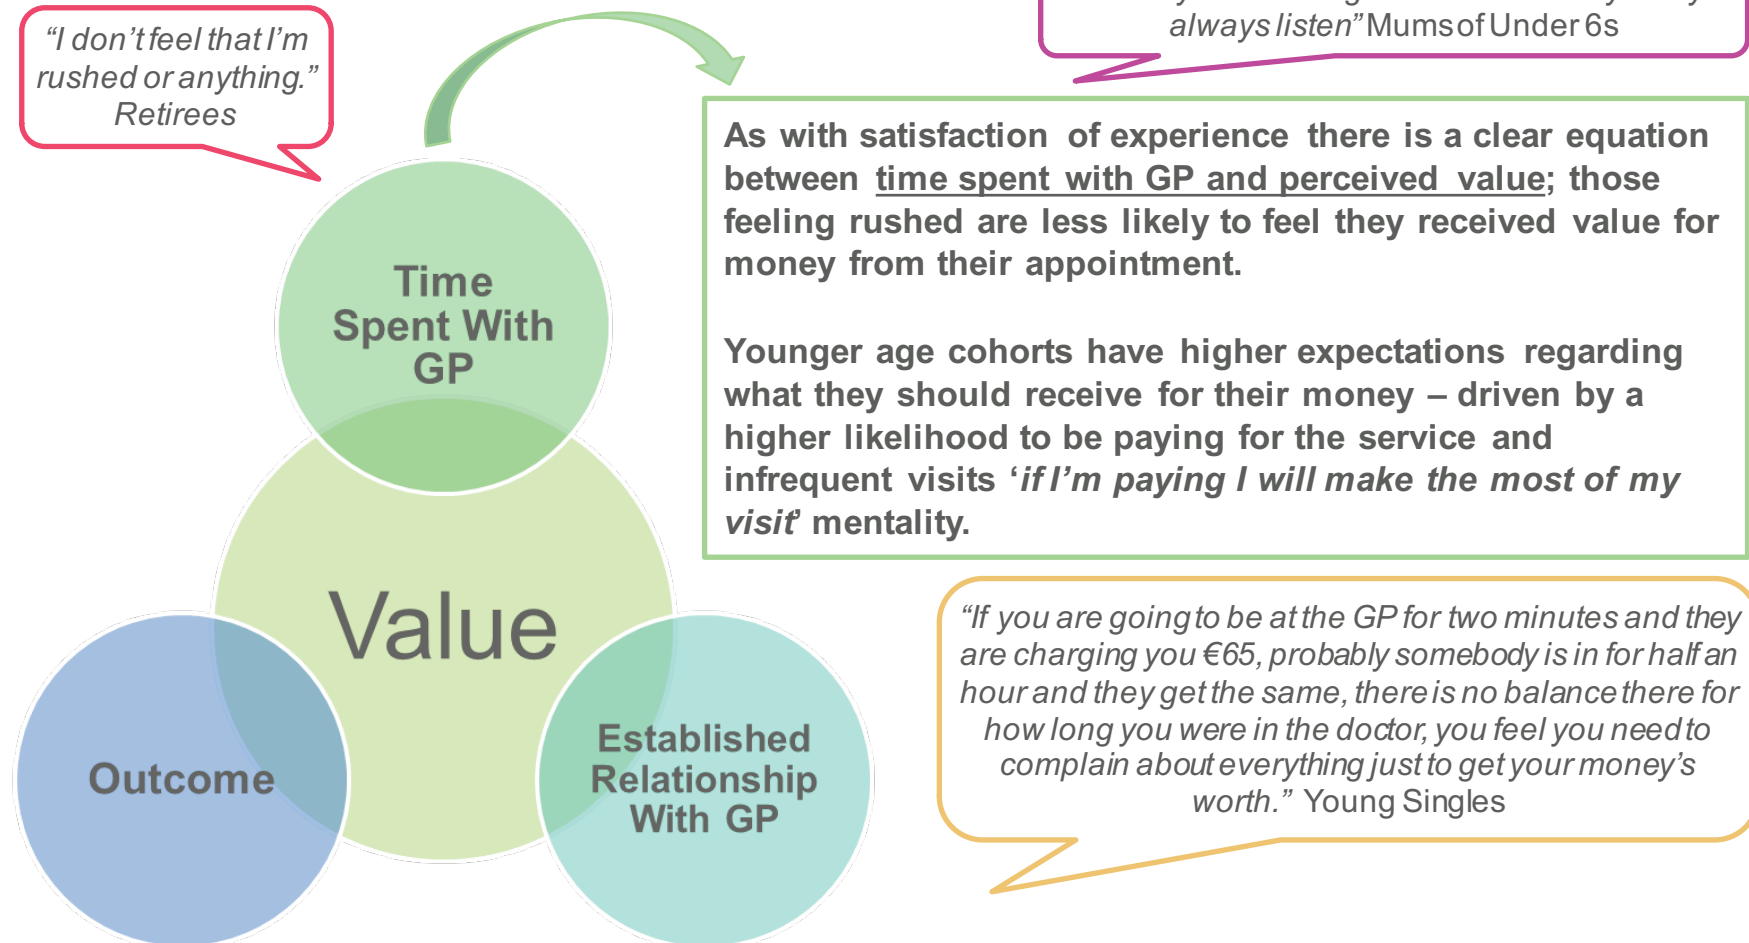 always listen” Mums of Under 6s
“I don’t feel that I’m
rushed or anything.”
Retirees
As with satisfaction of experience there is a clear equation
between time spent with GP and perceived value; those
feeling rushed are less likely to feel they received value for
money from their appointment.
Younger age cohorts have higher expectations regarding
what they should receive for their money – driven by a
higher likelihood to be paying for the service and
infrequent visits ‘if I’m paying I will make the most of my
visit’ mentality.
Time
Spent With
GP
Value
Outcome
Established
Relationship
With GP
“If you are going to be at the GP for two minutes and they
are charging you €65, probably somebody is in for half an
hour and they get the same, there is no balance there for
how long you were in the doctor, you feel you need to
complain about everything just to get your money’s
worth.” Young Singles